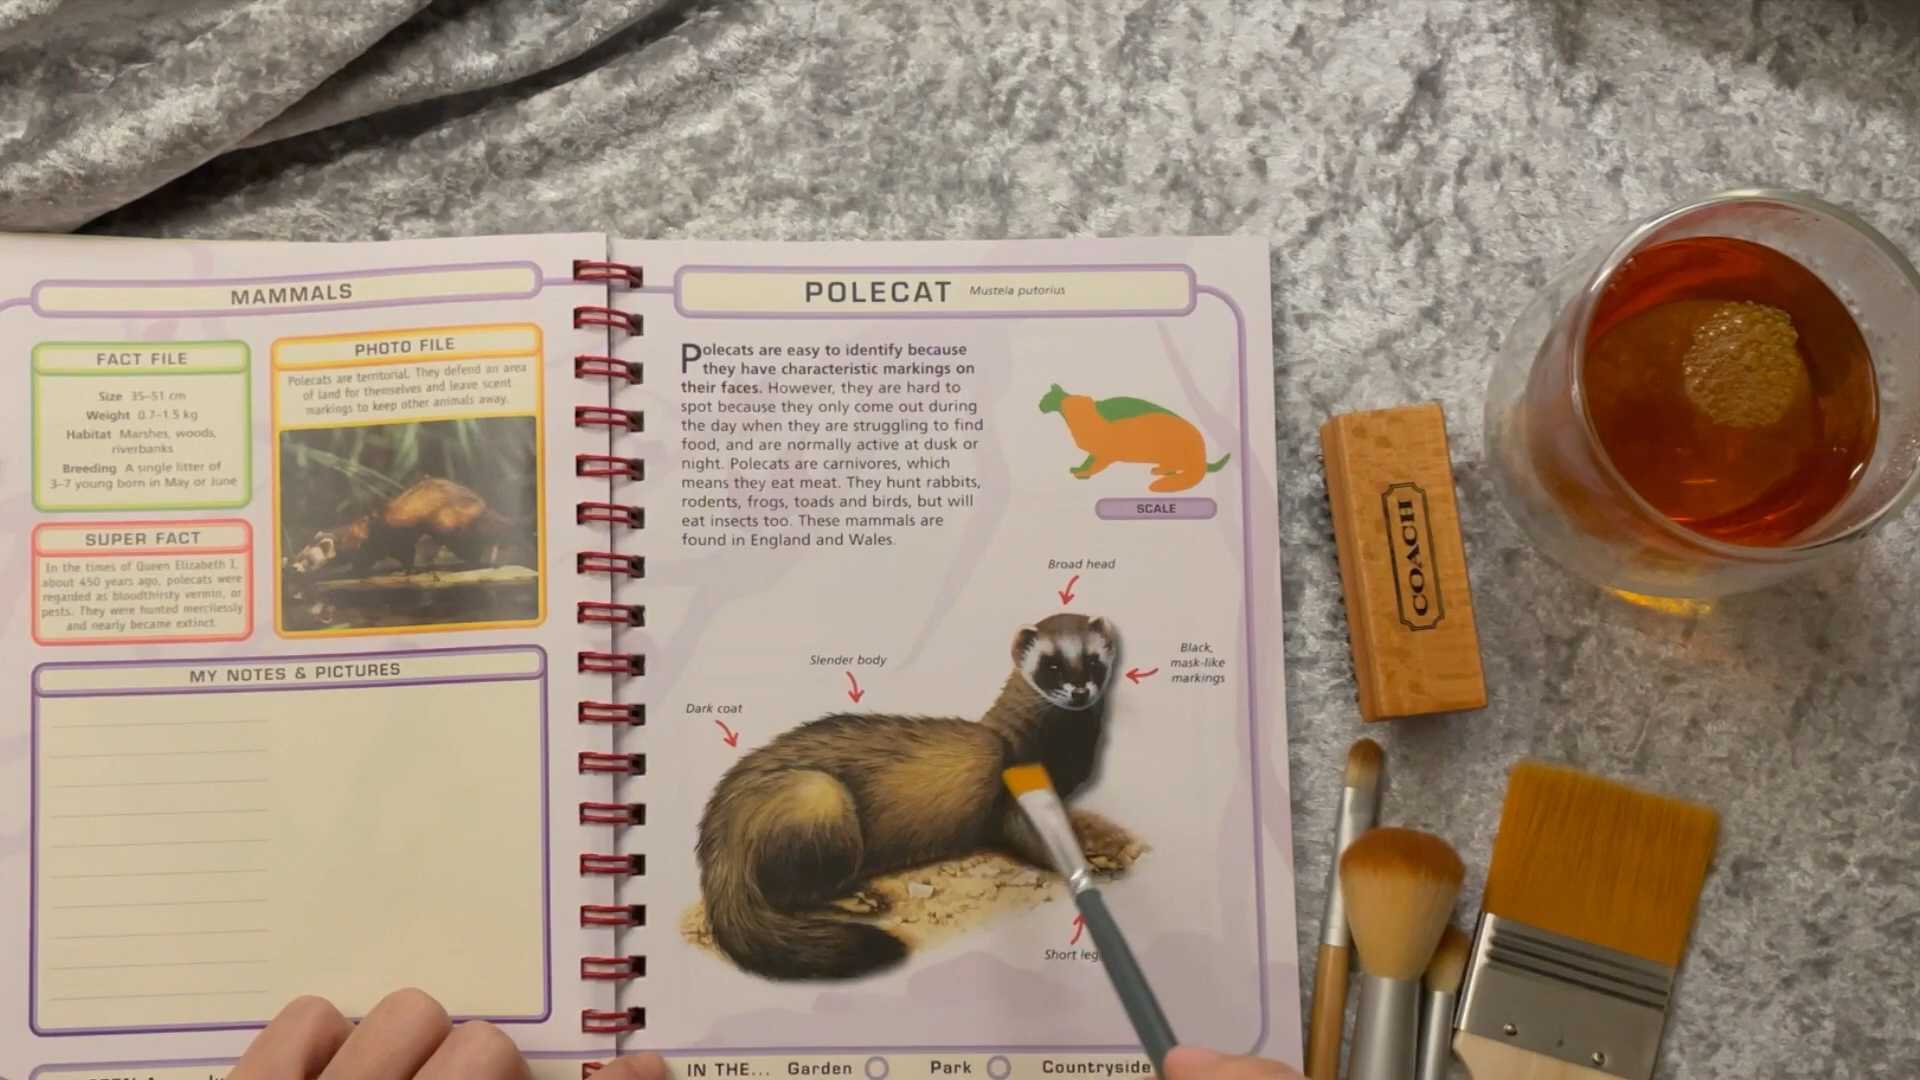 MAMMALS
FACT FILE
Size 35–51 cm
Weight 0.7–1.5 kg
Habitat Marshes, woods,
riverbanks
Breeding A single litter of
3–7 young born in May or June
SUPER FACT
In the times of Queen Elizabeth I,
about 450 years ago, polecats were
regarded as bloodthirsty vermin, or
pests. They were hunted mercilessly
and nearly became extinct.
PHOTO FILE
Polecats are territorial. They defend an area
of land for themselves and leave scent
markings to keep other animals away.
MY NOTES & PICTURES
POLECAT Mustela putorius
Polecats are easy to identify because
they have characteristic markings on
their faces. However, they are hard to
spot because they only come out during
the day when they are struggling to find
food, and are normally active at dusk or
night. Polecats are carnivores, which
means they eat meat. They hunt rabbits,
rodents, frogs, toads and birds, but will
eat insects too. These mammals are
found in England and Wales.
SCALE
Broad head
Black,
mask-like
markings
Slender body
Dark coat
Short leg
IN THE... Garden Park Countryside
COACH